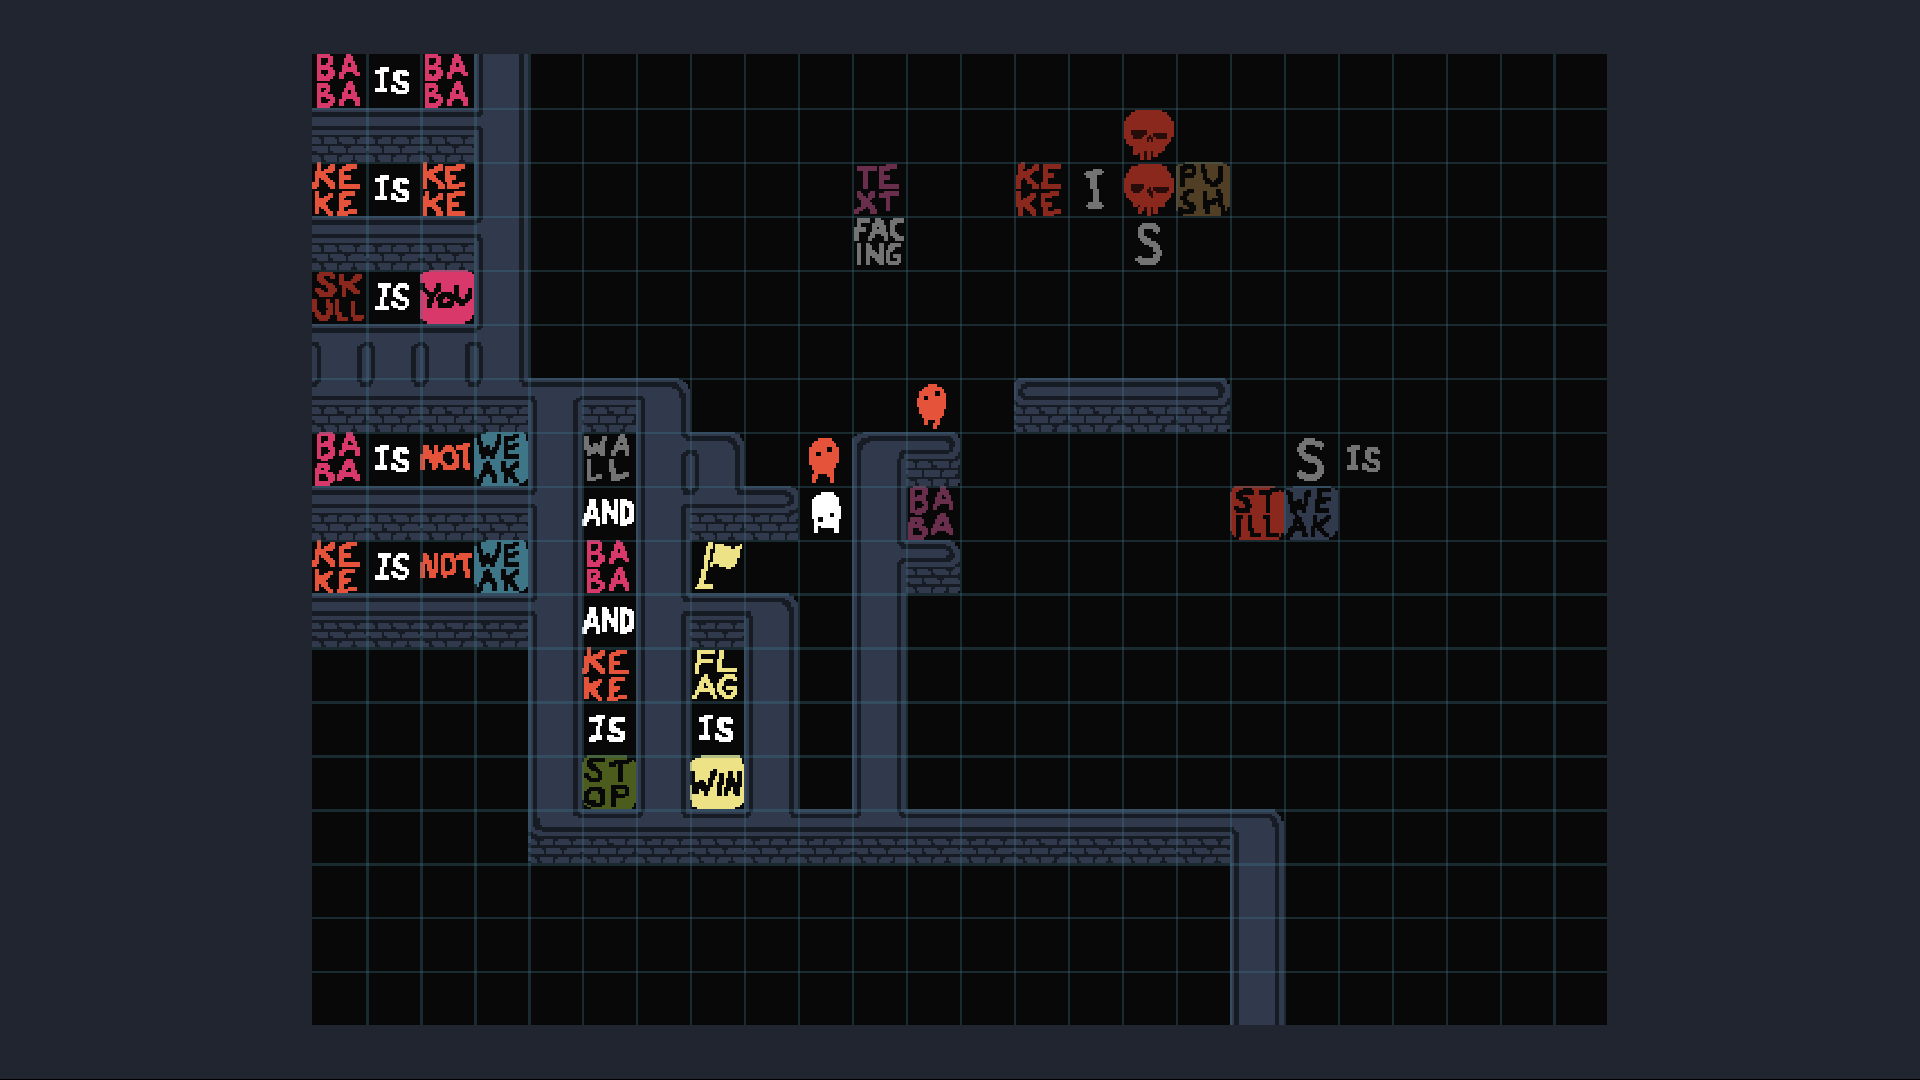 BABA IS BABA
KEKE IS KEKE
TEXT
KEKE I PUSH
FACING
S
SKULL IS YOU
BABA IS NOT WEAK
WALL
S IS
AND
BABA
STILL WEAK
KEKE IS NOT WEAK
BABA
AND
KEKE
FLAG
IS
IS
STOP
WIN